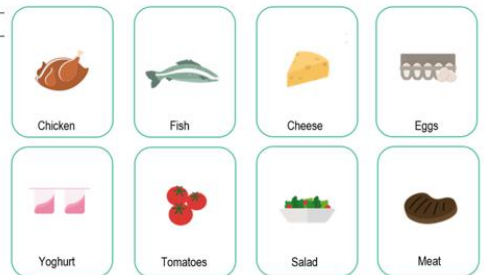 Chicken
Fish
Cheese
Eggs
Yoghurt
Tomatoes
Salad
Meat